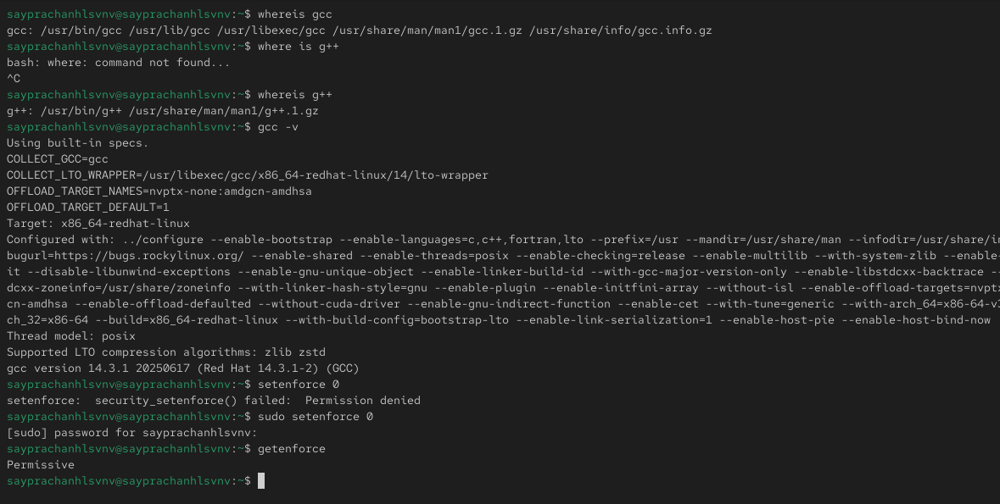 sayprachanhlsvnv@sayprachanhlsvnv:~$ whereis gcc
gcc: /usr/bin/gcc /usr/lib/gcc /usr/libexec/gcc /usr/share/man/man1/gcc.1.gz /usr/share/info/gcc.info.gz
sayprachanhlsvnv@sayprachanhlsvnv:~$ where is g++
bash: where: command not found...
^C
sayprachanhlsvnv@sayprachanhlsvnv:~$ whereis g++
g++: /usr/bin/g++ /usr/share/man/man1/g++.1.gz
sayprachanhlsvnv@sayprachanhlsvnv:~$ gcc -v
Using built-in specs.
COLLECT_GCC=gcc
COLLECT_LTO_WRAPPER=/usr/libexec/gcc/x86_64-redhat-linux/14/lto-wrapper
OFFLOAD_TARGET_NAMES=nvptx-none:amdgcn-amdhsa
OFFLOAD_TARGET_DEFAULT=1
Target: x86_64-redhat-linux
Configured with: ../configure --enable-bootstrap --enable-languages=c,c++,fortran,lto --prefix=/usr --mandir=/usr/share/man --infodir=/usr/share/in
bugurl=https://bugs.rockylinux.org/ --enable-shared --enable-threads=posix --enable-checking=release --enable-multilib --with-system-zlib --enable-
it --disable-libunwind-exceptions --enable-gnu-unique-object --enable-linker-build-id --with-gcc-major-version-only --enable-libstdcxx-backtrace --
dcxx-zoneinfo=/usr/share/zoneinfo --with-linker-hash-style=gnu --enable-plugin --enable-initfini-array --without-isl --enable-offload-targets=nvptx
cn-amdhsa --enable-offload-defaulted --without-cuda-driver --enable-gnu-indirect-function --enable-cet --with-tune=generic --with-arch_64=x86-64-v3
ch_32=x86-64 --build=x86_64-redhat-linux --with-build-config=bootstrap-lto --enable-link-serialization=1 --enable-host-pie --enable-host-bind-now
Thread model: posix
Supported LTO compression algorithms: zlib zstd
gcc version 14.3.1 20250617 (Red Hat 14.3.1-2) (GCC)
sayprachanhlsvnv@sayprachanhlsvnv:~$ setenforce 0
setenforce:  security_setenforce() failed:  Permission denied
sayprachanhlsvnv@sayprachanhlsvnv:~$ sudo setenforce 0
[sudo] password for sayprachanhlsvnv:
sayprachanhlsvnv@sayprachanhlsvnv:~$ getenforce
Permissive
sayprachanhlsvnv@sayprachanhlsvnv:~$